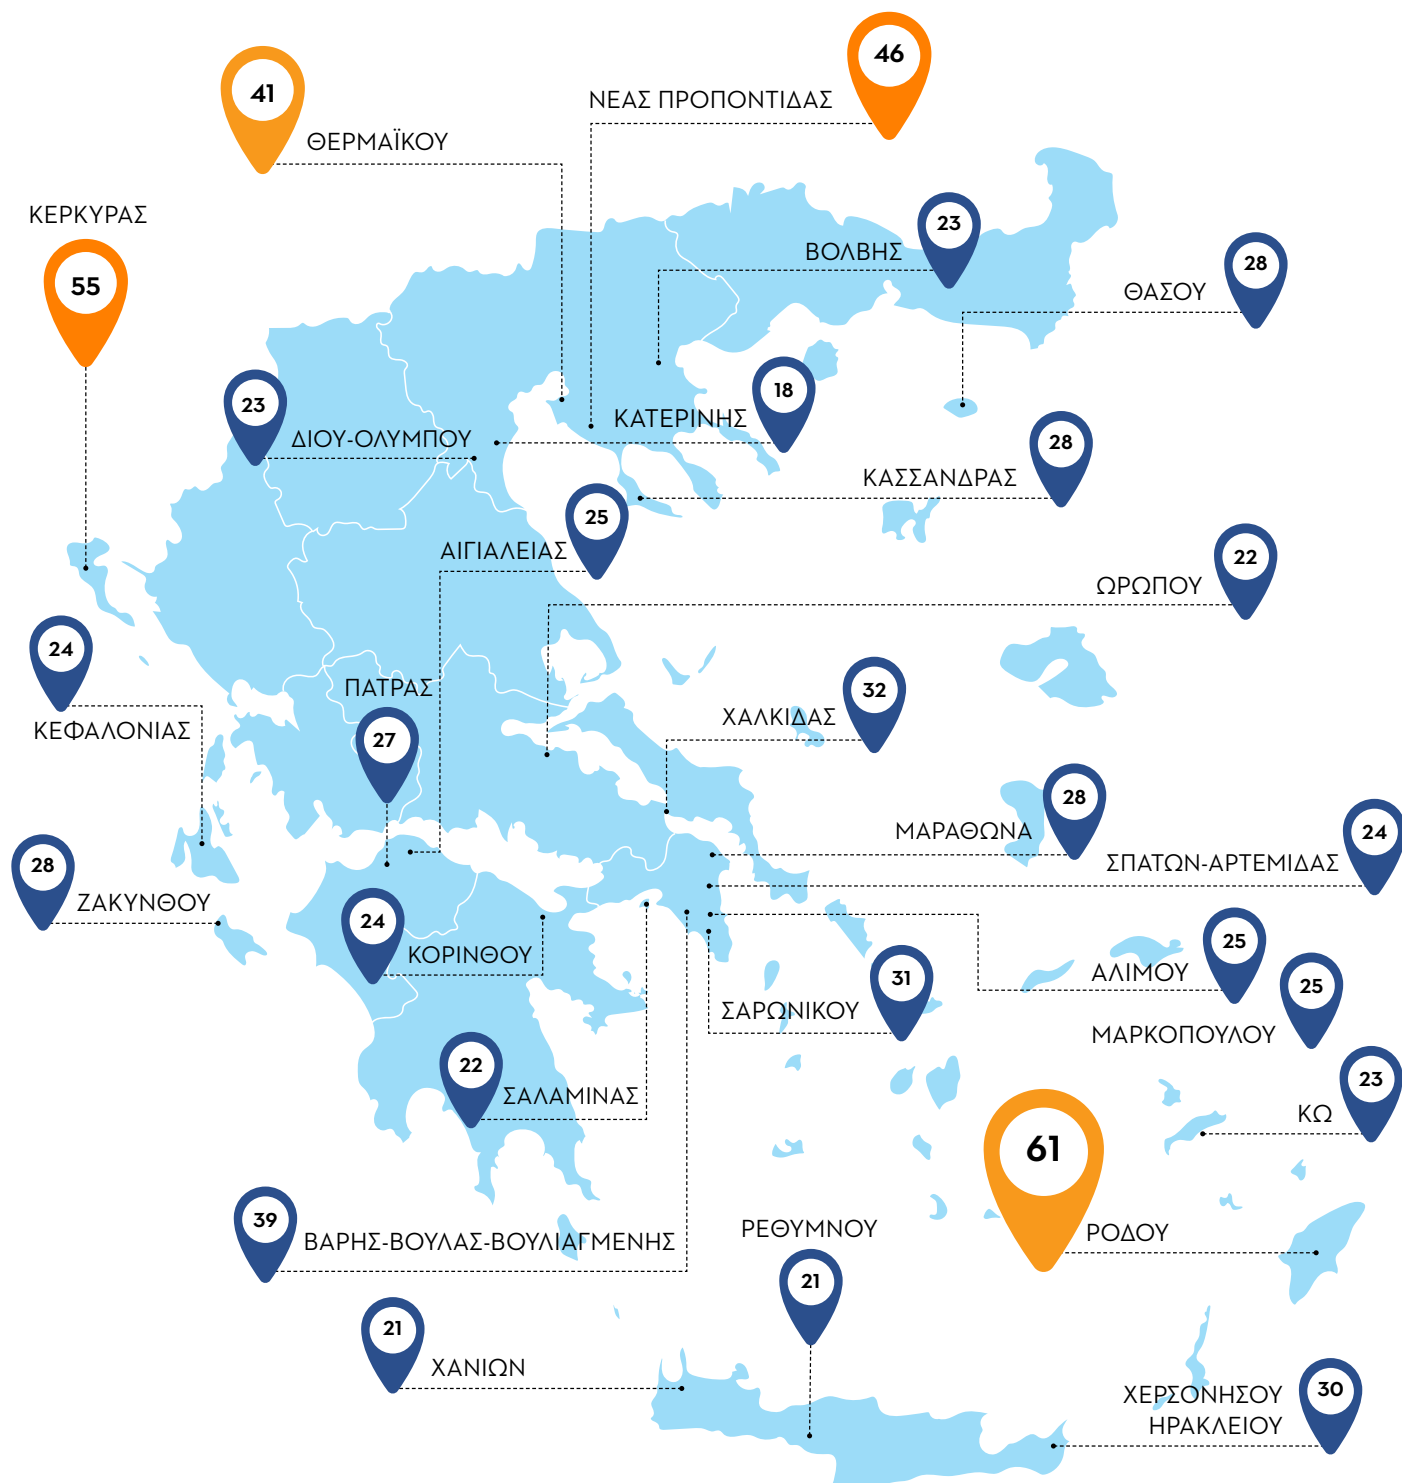 46
41
ΝΕΑΣ ΠΡΟΠΟΝΤΙΔΑΣ
ΘΕΡΜΑΪΚΟΥ
ΚΕΡΚΥΡΑΣ
55
23
ΒΟΛΒΗΣ
28
ΘΑΣΟΥ
23
ΔΙΟΥ-ΟΛΥΜΠΟΥ
18
ΚΑΤΕΡΙΝΗΣ
28
ΚΑΣΣΑΝΔΡΑΣ
25
ΑΙΓΙΑΛΕΙΑΣ
22
ΩΡΩΠΟΥ
24
ΚΕΦΑΛΟΝΙΑΣ
ΠΑΤΡΑΣ
27
32
ΧΑΛΚΙΔΑΣ
28
ΜΑΡΑΘΩΝΑ
24
ΣΠΑΤΩΝ-ΑΡΤΕΜΙΔΑΣ
28
ΖΑΚΥΝΘΟΥ
24
ΚΟΡΙΝΘΟΥ
25
ΑΛΙΜΟΥ
31
ΣΑΡΩΝΙΚΟΥ
25
ΜΑΡΚΟΠΟΥΛΟΥ
22
ΣΑΛΑΜΙΝΑΣ
23
ΚΩ
61
ΡΟΔΟΥ
39
ΒΑΡΗΣ-ΒΟΥΛΑΣ-ΒΟΥΛΙΑΓΜΕΝΗΣ
ΡΕΘΥΜΝΟΥ
21
21
ΧΑΝΙΩΝ
30
ΧΕΡΣΟΝΗΣΟΥ
ΗΡΑΚΛΕΙΟΥ